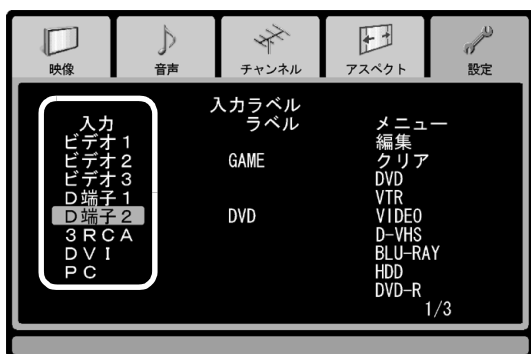 映像 音声 チャンネル アスペクト 設定
入力ラベル
入力 ラベル メニュー
ビデオ１ 編集
ビデオ２ GAME クリア
ビデオ３ DVD
Ｄ端子１ VTR
Ｄ端子２ DVD VIDEO
３ＲＣＡ D-VHS
ＤＶＩ BLU-RAY
ＰＣ HDD
DVD-R
1/3